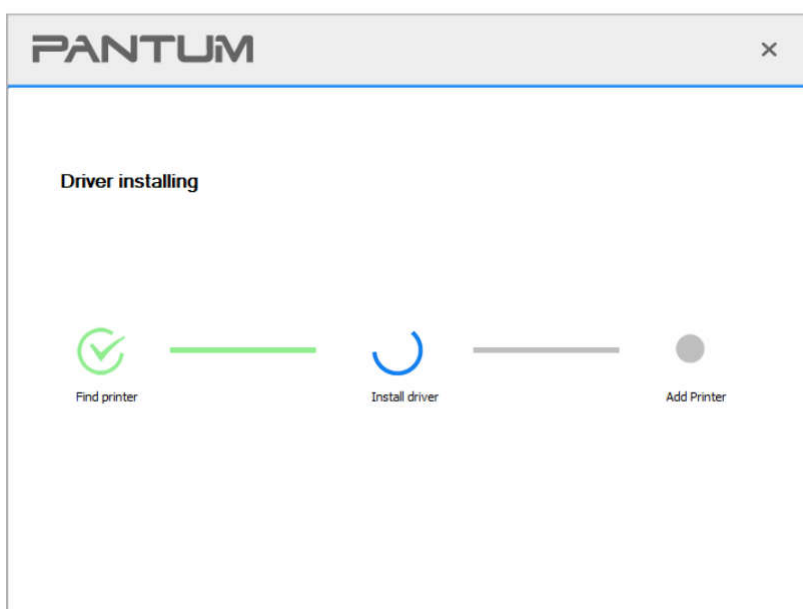 PANTUM
Driver installing
Find printer
Install driver
Add Printer